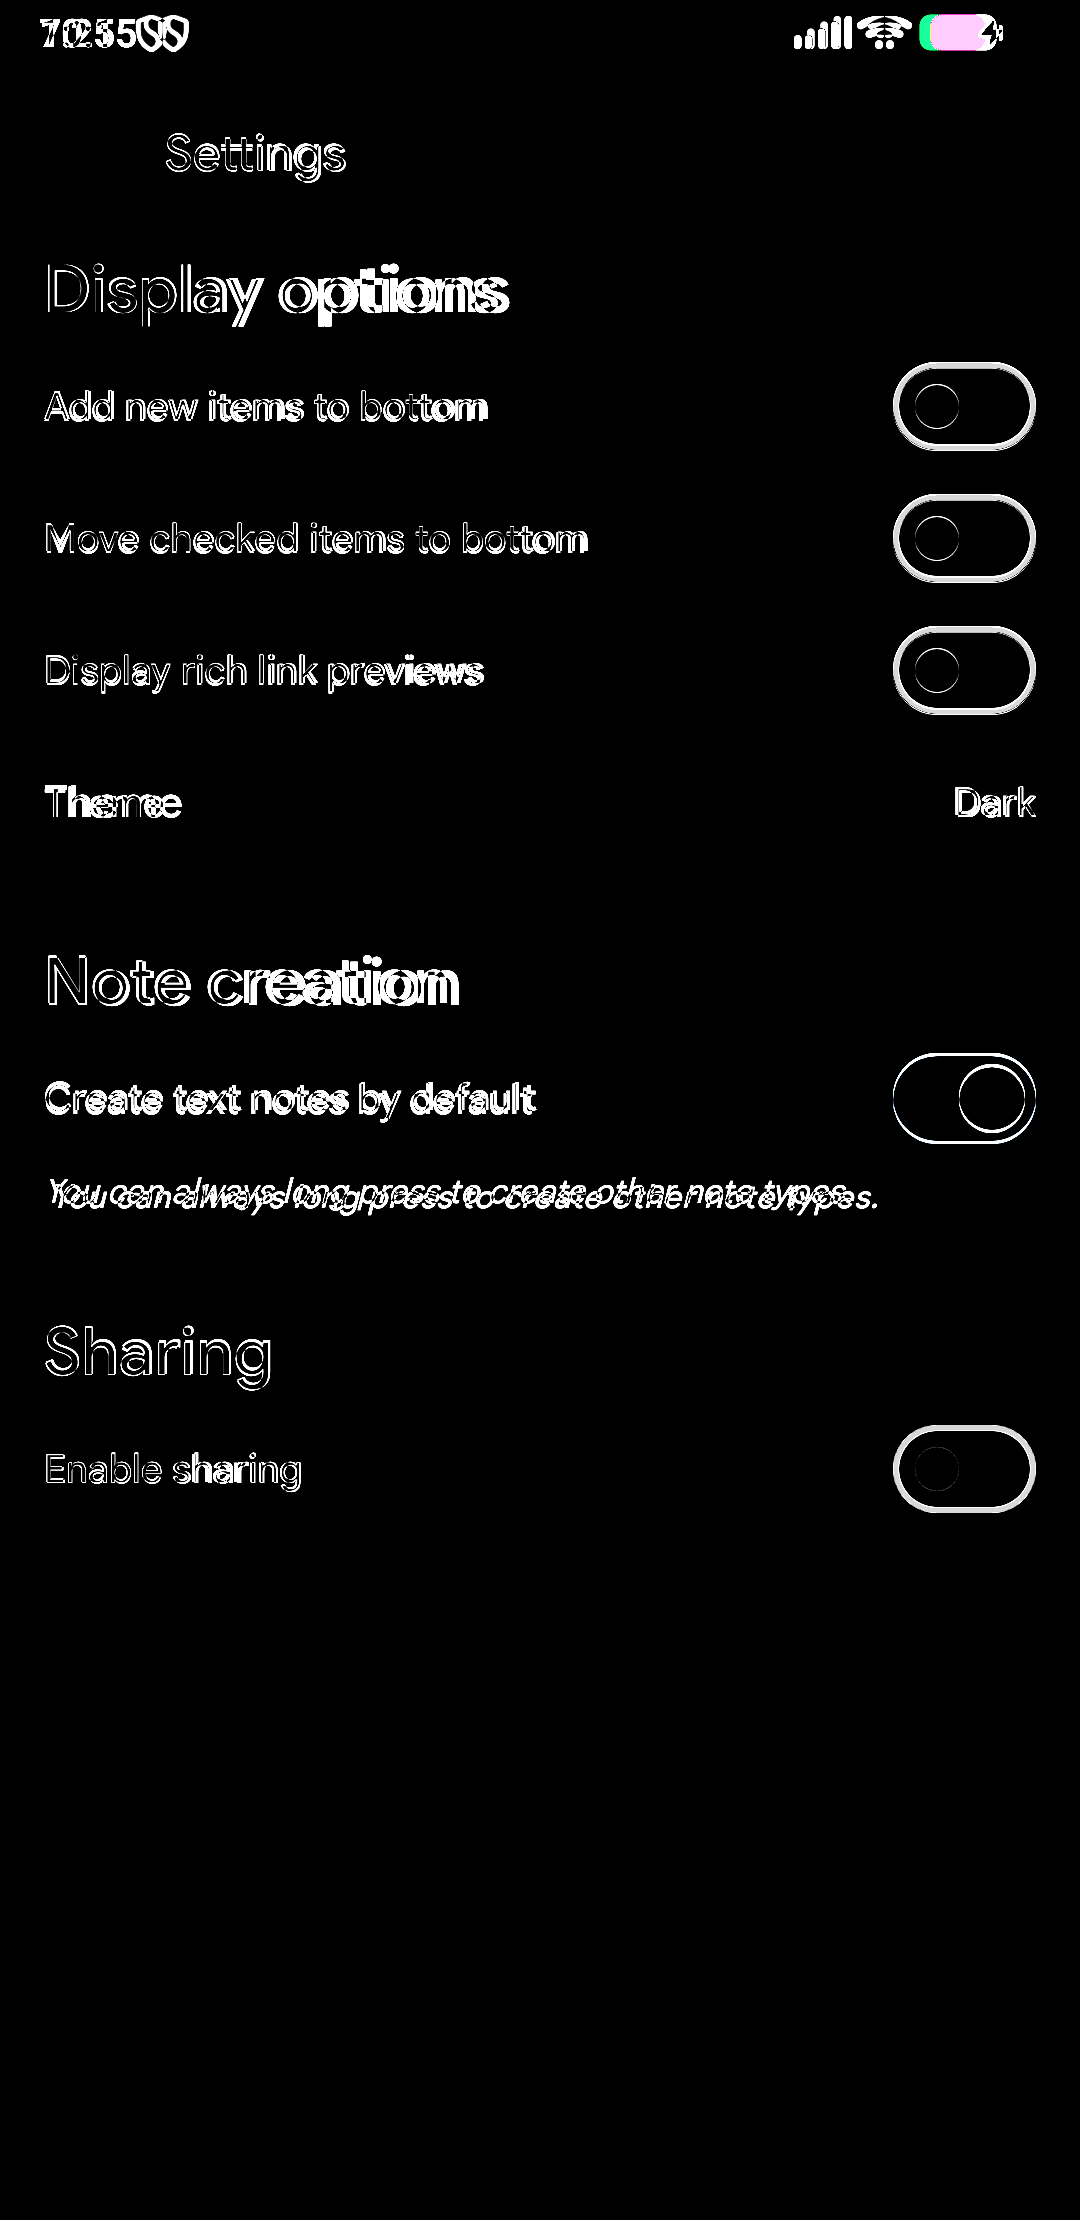 Settings
Display options
Add new items to bottom
Move checked items to bottom
Display rich link previews
Theme
Dark
Note creation
Create text notes by default
You can always long press to create other note types.
Sharing
Enable sharing